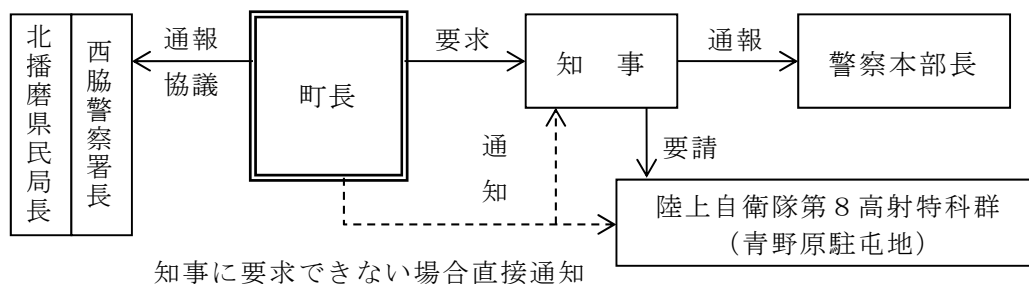 北播磨県民局長
西脇警察署長
通報
協議
町長
要求
知　事
通報
警察本部長
通知
要請
陸上自衛隊第８高射特科群
（青野原駐屯地）
知事に要求できない場合直接通知